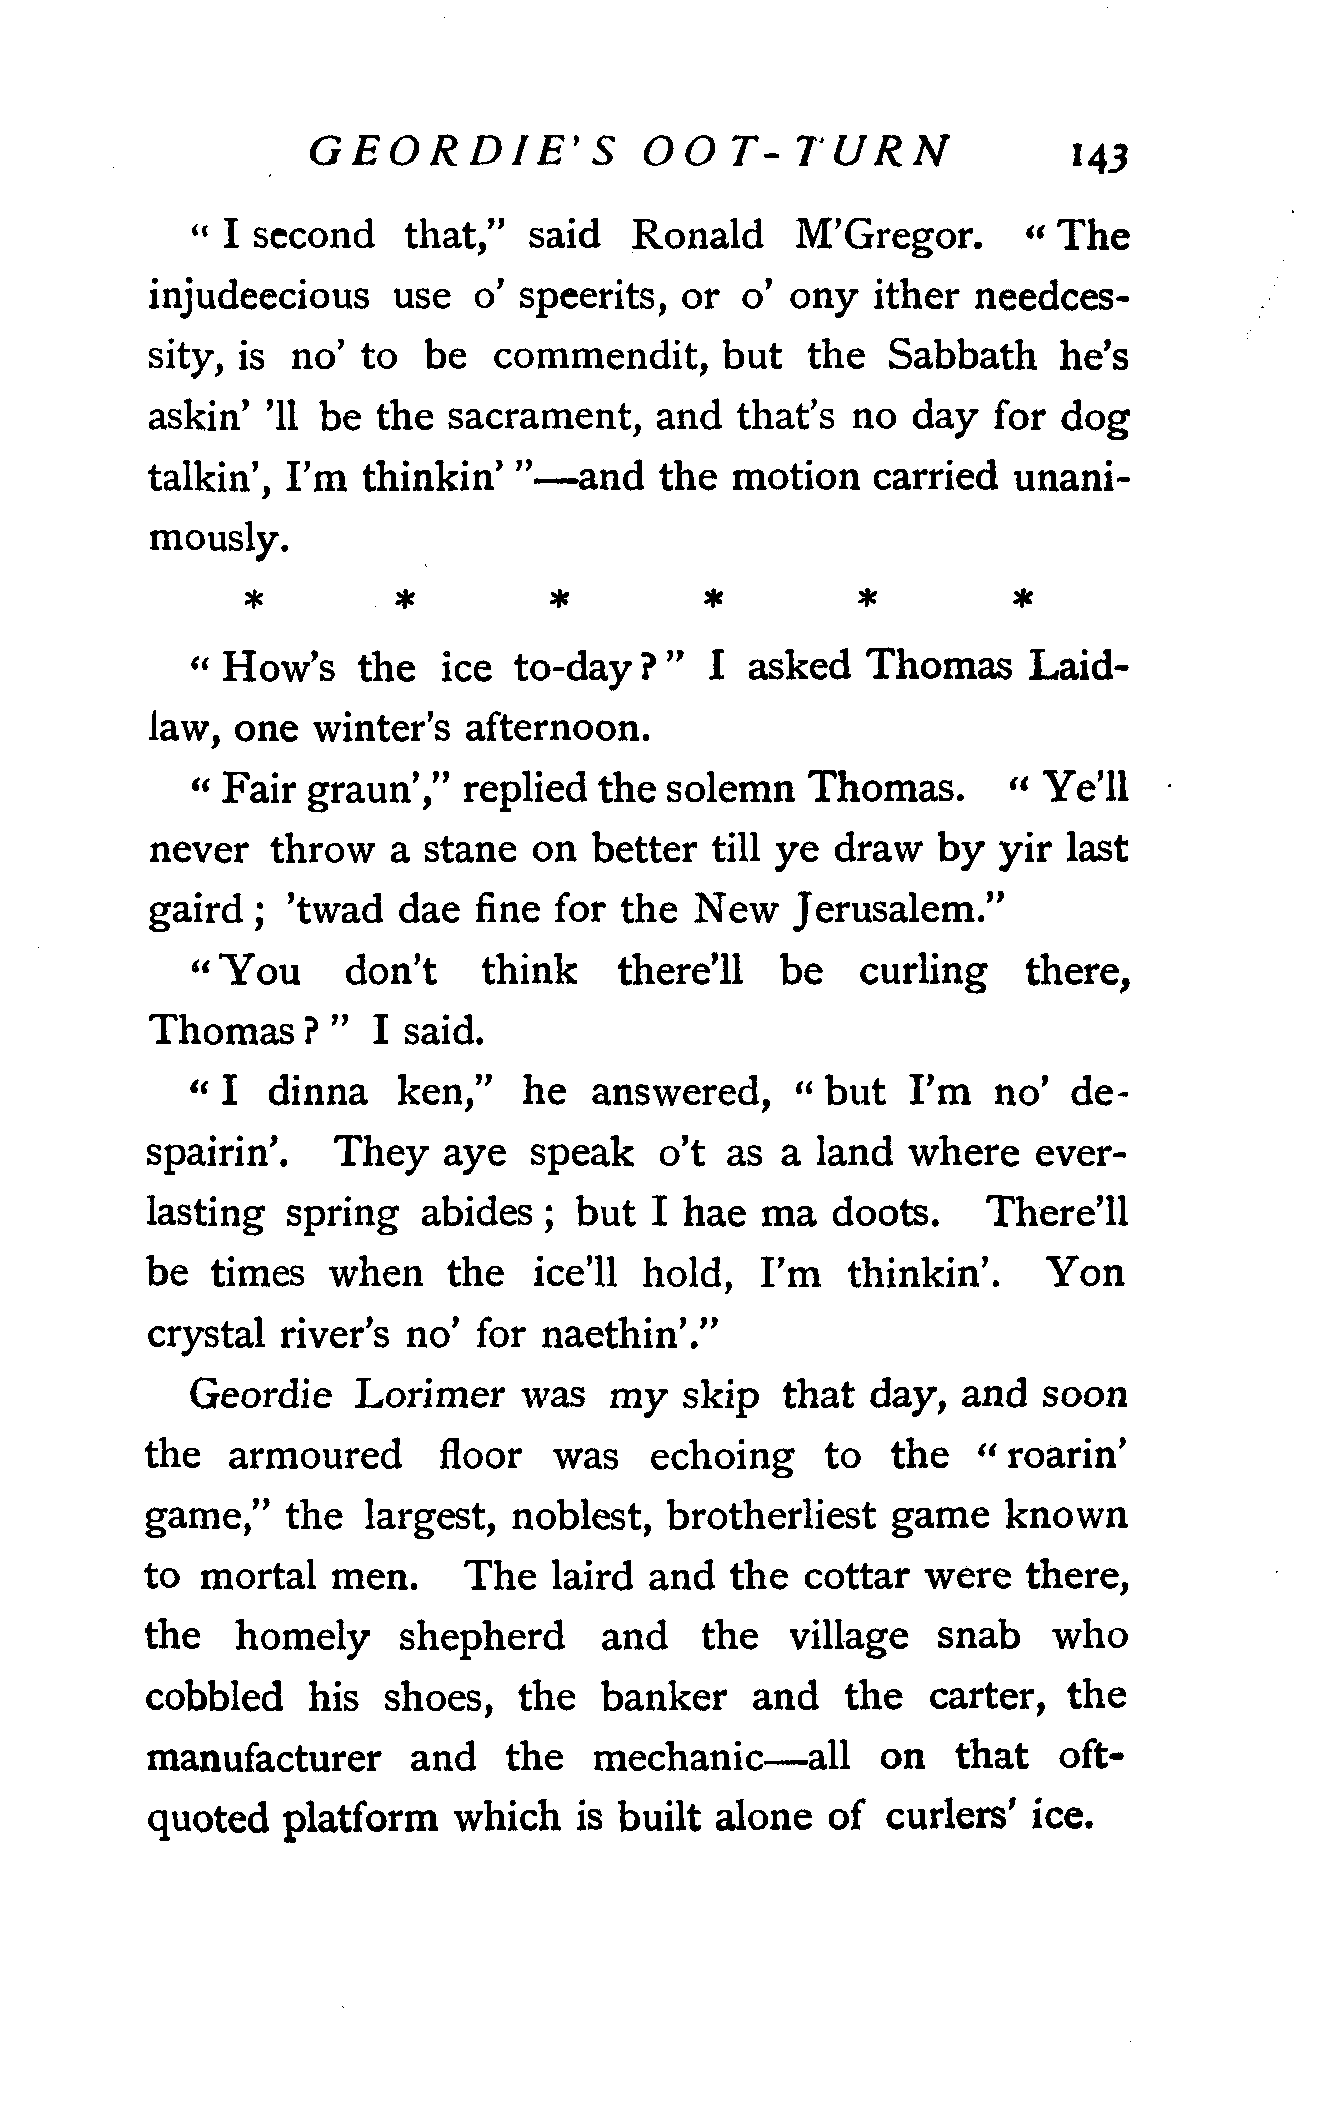 GEORDIE'S OOT-TURN 143
" I second that," said Ronald M'Gregor. " The
injudeecious use o' speerits, or o' ony ither needces-
sity, is no' to be commendit, but the Sabbath he's
askin' 'll be the sacrament, and that's no day for dog
talkin', I'm thinkin' "—and the motion carried unani-
mously.
* * * * * *
" How's the ice to-day ? " I asked Thomas Laid-
law, one winter's afternoon.
" Fair graun'," replied the solemn Thomas. " Ye'll
never throw a stane on better till ye draw by yir last
gaird ; 'twad dae fine for the New Jerusalem."
" You don't think there'll be curling there,
Thomas ? " I said.
" I dinna ken," he answered, " but I'm no' de-
spairin'. They aye speak o't as a land where ever-
lasting spring abides ; but I hae ma doots. There'll
be times when the ice'll hold, I'm thinkin'. Yon
crystal river's no' for naethin'."
Geordie Lorimer was my skip that day, and soon
the armoured floor was echoing to the " roarin'
game," the largest, noblest, brotherliest game known
to mortal men. The laird and the cottar were there,
the homely shepherd and the village snab who
cobbled his shoes, the banker and the carter, the
manufacturer and the mechanic—all on that oft-
quoted platform which is built alone of curlers' ice.